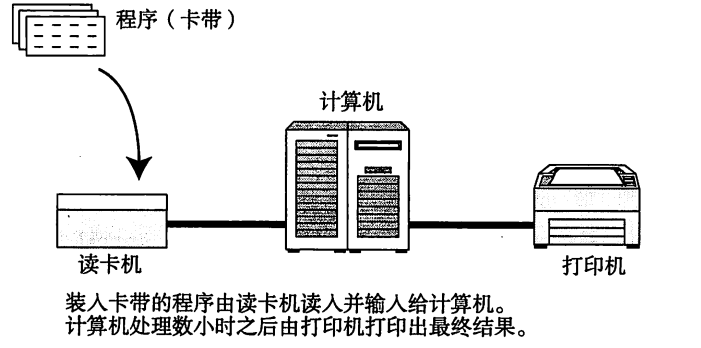 程序（卡带）
计算机
读卡机
打印机
装入卡带的程序由读卡机读入并输入给计算机。
计算机处理数小时之后由打印机打印出最终结果。